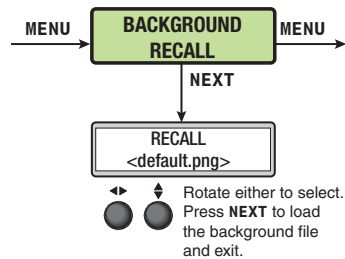 MENU
BACKGROUND
RECALL
MENU
NEXT
RECALL
<default.png>
Rotate either to select.
Press NEXT to load
the background file
and exit.